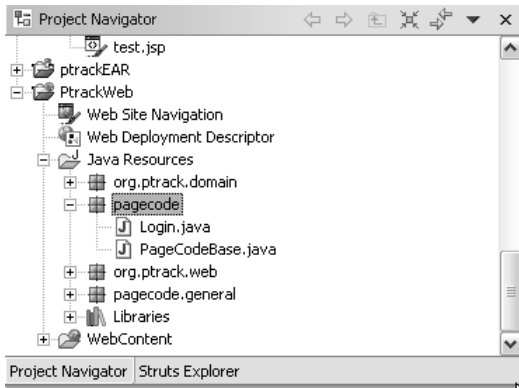 Project Navigator
test.jsp
ptrackEAR
PtrackWeb
Web Site Navigation
Web Deployment Descriptor
Java Resources
org.ptrack.domain
pagecode
Login.java
PageCodeBase.java
org.ptrack.web
pagecode.general
Libraries
WebContent
Project Navigator Struts Explorer